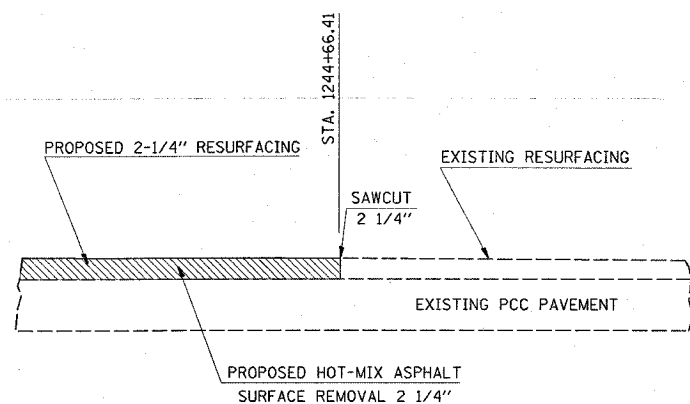 STA. 1244+66.41
PROPOSED 2-1/4" RESURFACING
EXISTING RESURFACING
SAWCUT
2 1/4"
EXISTING PCC PAVEMENT
PROPOSED HOT-MIX ASPHALT
SURFACE REMOVAL 2 1/4"